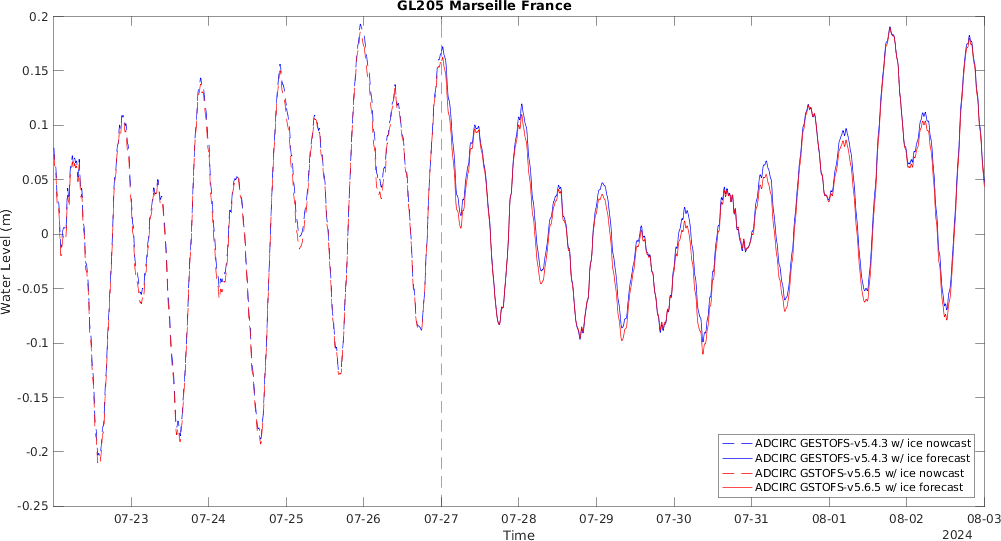 GL205 Marseille France
0.2
0.15
0.1
0.05
0
-0.05
-0.1
-0.15
-0.2
-0.25
Water Level (m)
ADCIRC GESTOFS-v5.4.3 w/ ice nowcast
ADCIRC GESTOFS-v5.4.3 w/ ice forecast
ADCIRC GSTOFS-v5.6.5 w/ ice nowcast
ADCIRC GSTOFS-v5.6.5 w/ ice forecast
07-23 07-24 07-25 07-26 07-27 07-28 07-29 07-30 07-31 08-01 08-02 08-03
Time
2024